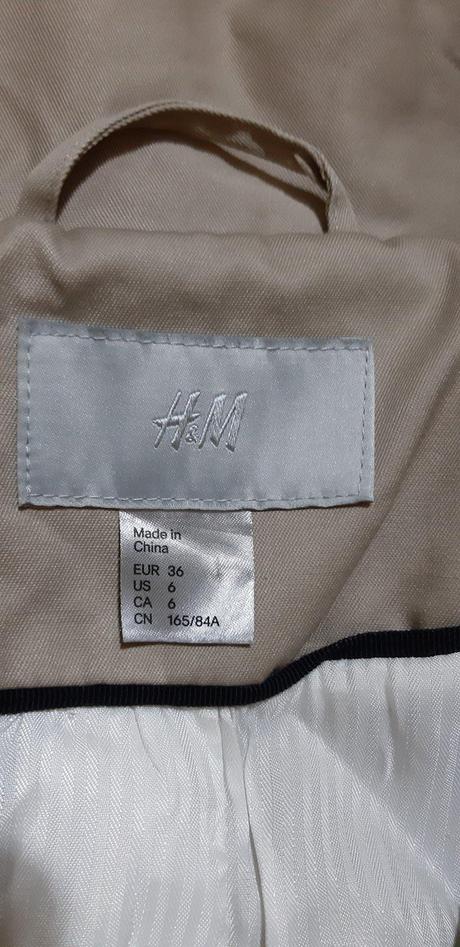 H&M
Made in
China
EUR 36
US 6
CA 6
CN 165/84A